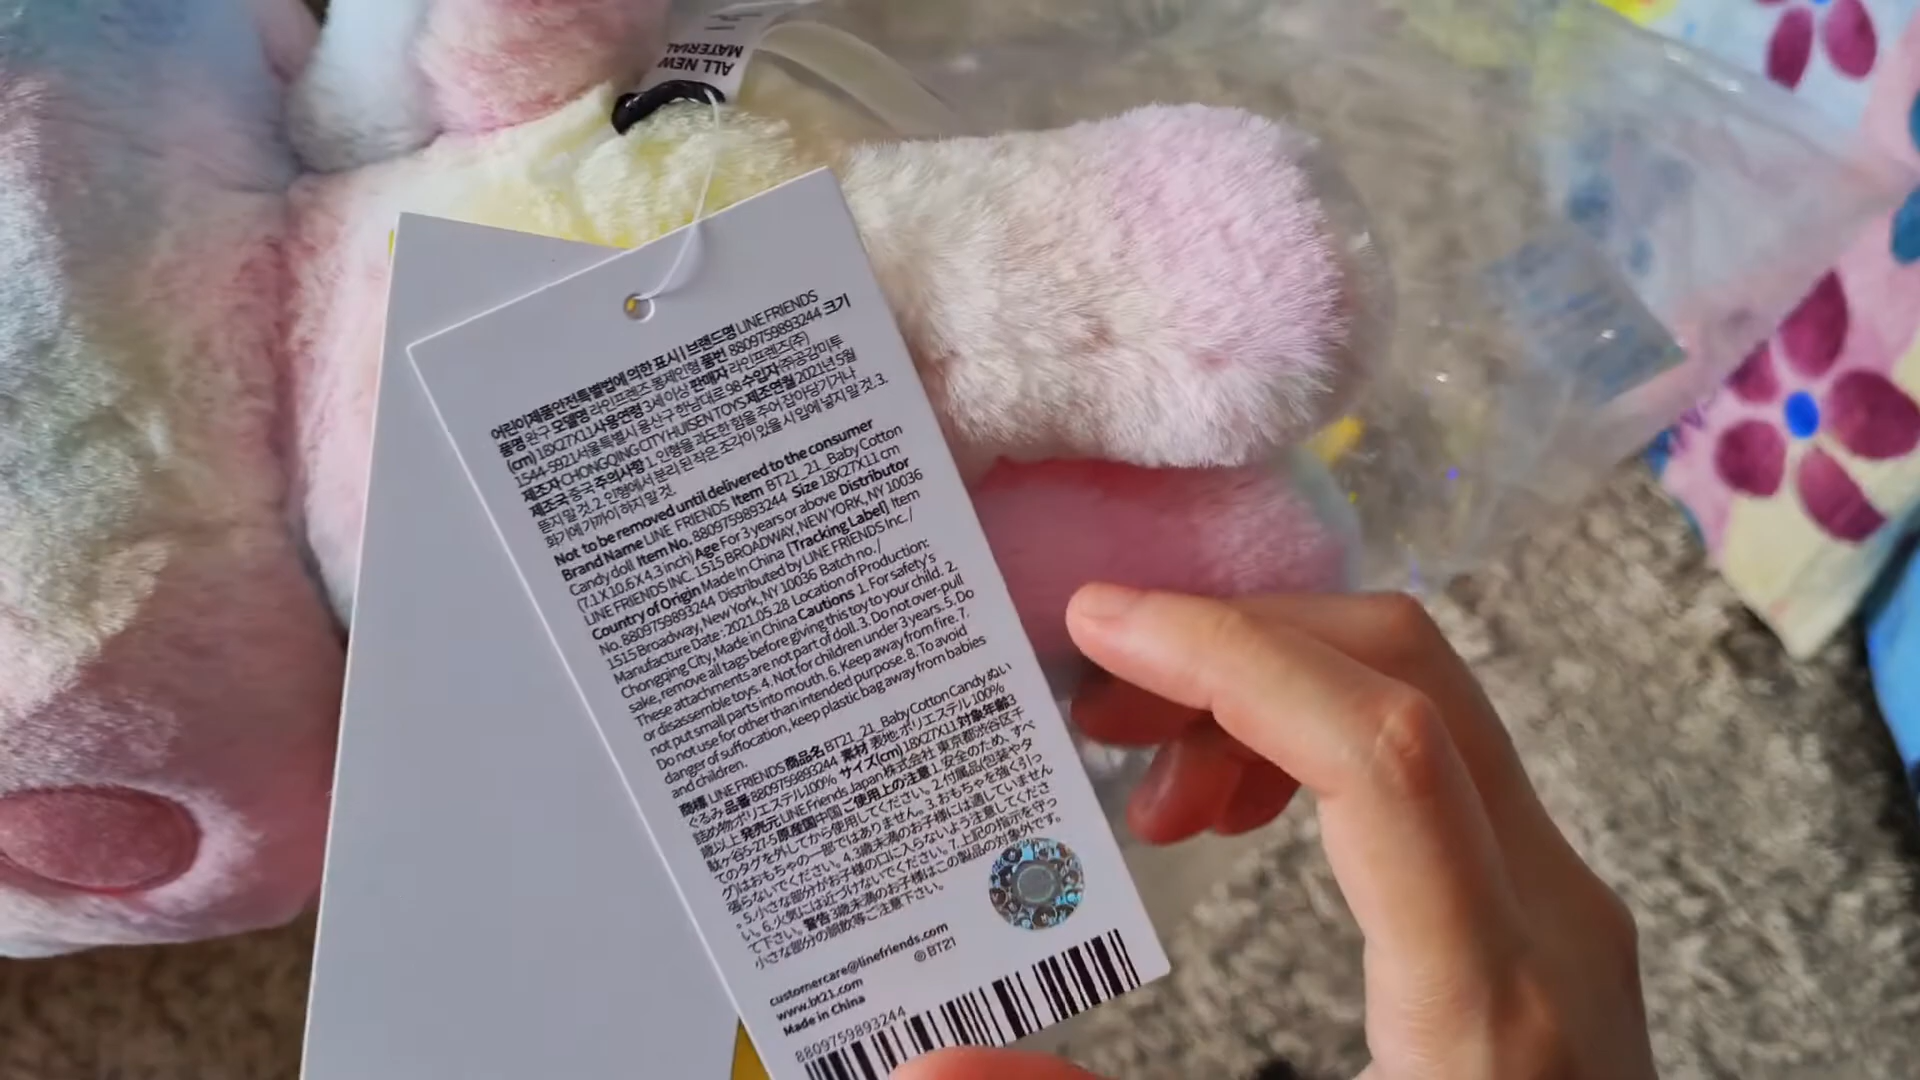 ALL NEW
MATERIAL
어린이제품안전특별법에 의한 표시 | 브랜드명 LINE FRIENDS
품명 완구 모델명 라인프렌즈 봉제인형 품번 8809759893244 크기
(cm) 18X27X11 사용연령 3세 이상 판매자 라인프렌즈(주)
1544-5921 서울특별시 용산구 한남대로 98 수입자 (주)공감미투
제조자 CHONGQING CITY HUISEN TOYS 제조연월 2021년 5월
제조국 중국 주의사항 1. 인형을 과도한 힘을 주어 잡아당기거나
뜯지 말 것. 2. 인형에서 분리 된 작은 조각이 있을 시 입에 넣지 말 것. 3.
화기에 가까이 하지 말 것.
Not to be removed until delivered to the consumer
Brand Name LINE FRIENDS Item BT21_21_Baby Cotton
Candy doll Item No. 8809759893244 Size 18X27X11 cm
(7.1 X 10.6 X 4.3 inch) Age For 3 years or above Distributor
LINE FRIENDS INC. 1515 BROADWAY, NEW YORK, NY 10036
Country of Origin Made in China [Tracking Label] Item
No. 8809759893244 Distributed by LINE FRIENDS Inc./
1515 Broadway, New York, NY 10036 Batch no./
Manufacture Date : 2021.05.28 Location of Production:
Chongqing City, Made in China Cautions 1. For safety's
sake, remove all tags before giving this toy to your child. 2.
These attachments are not part of doll. 3. Do not over-pull
or disassemble toys. 4. Not for children under 3 years. 5. Do
not put small parts into mouth. 6. Keep away from fire. 7.
Do not use for other than intended purpose. 8. To avoid
danger of suffocation, keep plastic bag away from babies
and children.
商標 LINE FRIENDS 商品名 BT21_21_Baby Cotton Candy ぬい
ぐるみ 品番 8809759893244 素材 表地:ポリエステル 100%
詰め物:ポリエステル100% サイズ(cm) 18X27X11 対象年齢3
歳以上 発売元 LINE Friends Japan 株式会社 東京都渋谷区千
駄ヶ谷5-27-5 原産国 中国 ご使用上の注意 1. 安全のため、すべ
てのタグを外してから使用してください。2.付属品(包装やタ
グ)はおもちゃの一部ではありません。3. おもちゃを強く引っ
張らないでください。4.3歳未満のお子様には適していません
。5.小さな部分がお子様の口に入らないよう注意してくださ
い。6.火気には近づけないでください。7.上記の指示を守っ
て下さい。警告 3歳未満のお子様はこの製品の対象外です。
小さな部分の誤飲等ご注意下さい。
customercare@linefriends.com
www.bt21.com
©BT21
Made in China
8809759893244